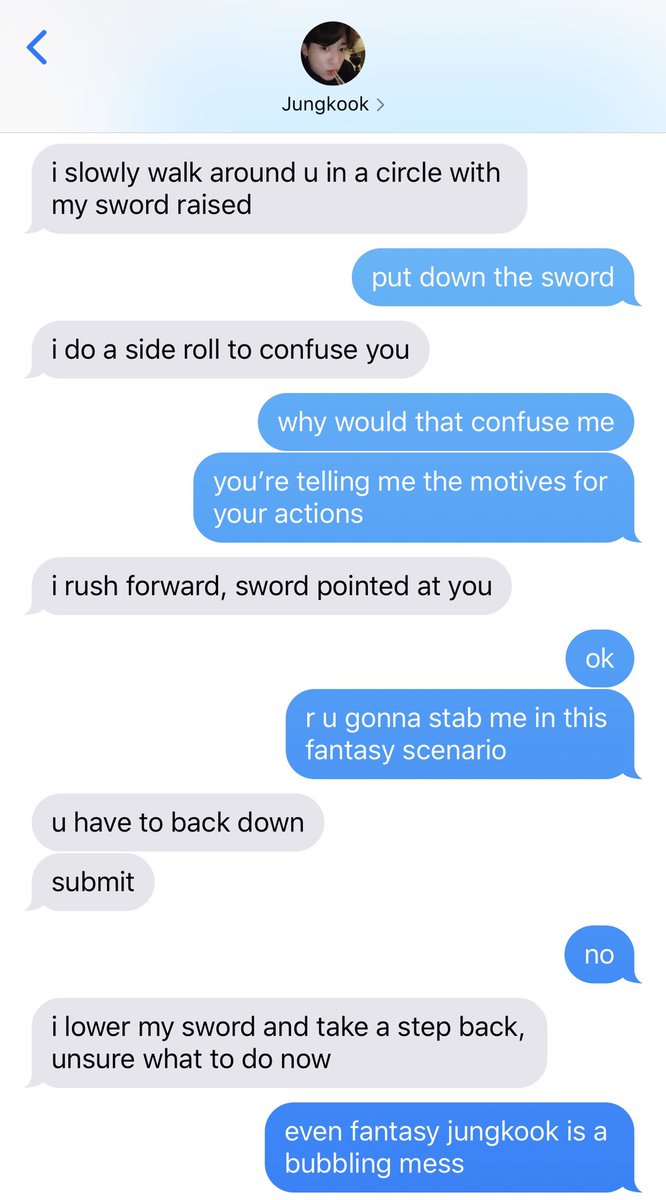 Jungkook
i slowly walk around u in a circle with
my sword raised
put down the sword
i do a side roll to confuse you
why would that confuse me
you’re telling me the motives for
your actions
i rush forward, sword pointed at you
ok
r u gonna stab me in this
fantasy scenario
u have to back down
submit
no
i lower my sword and take a step back,
unsure what to do now
even fantasy jungkook is a
bubbling mess